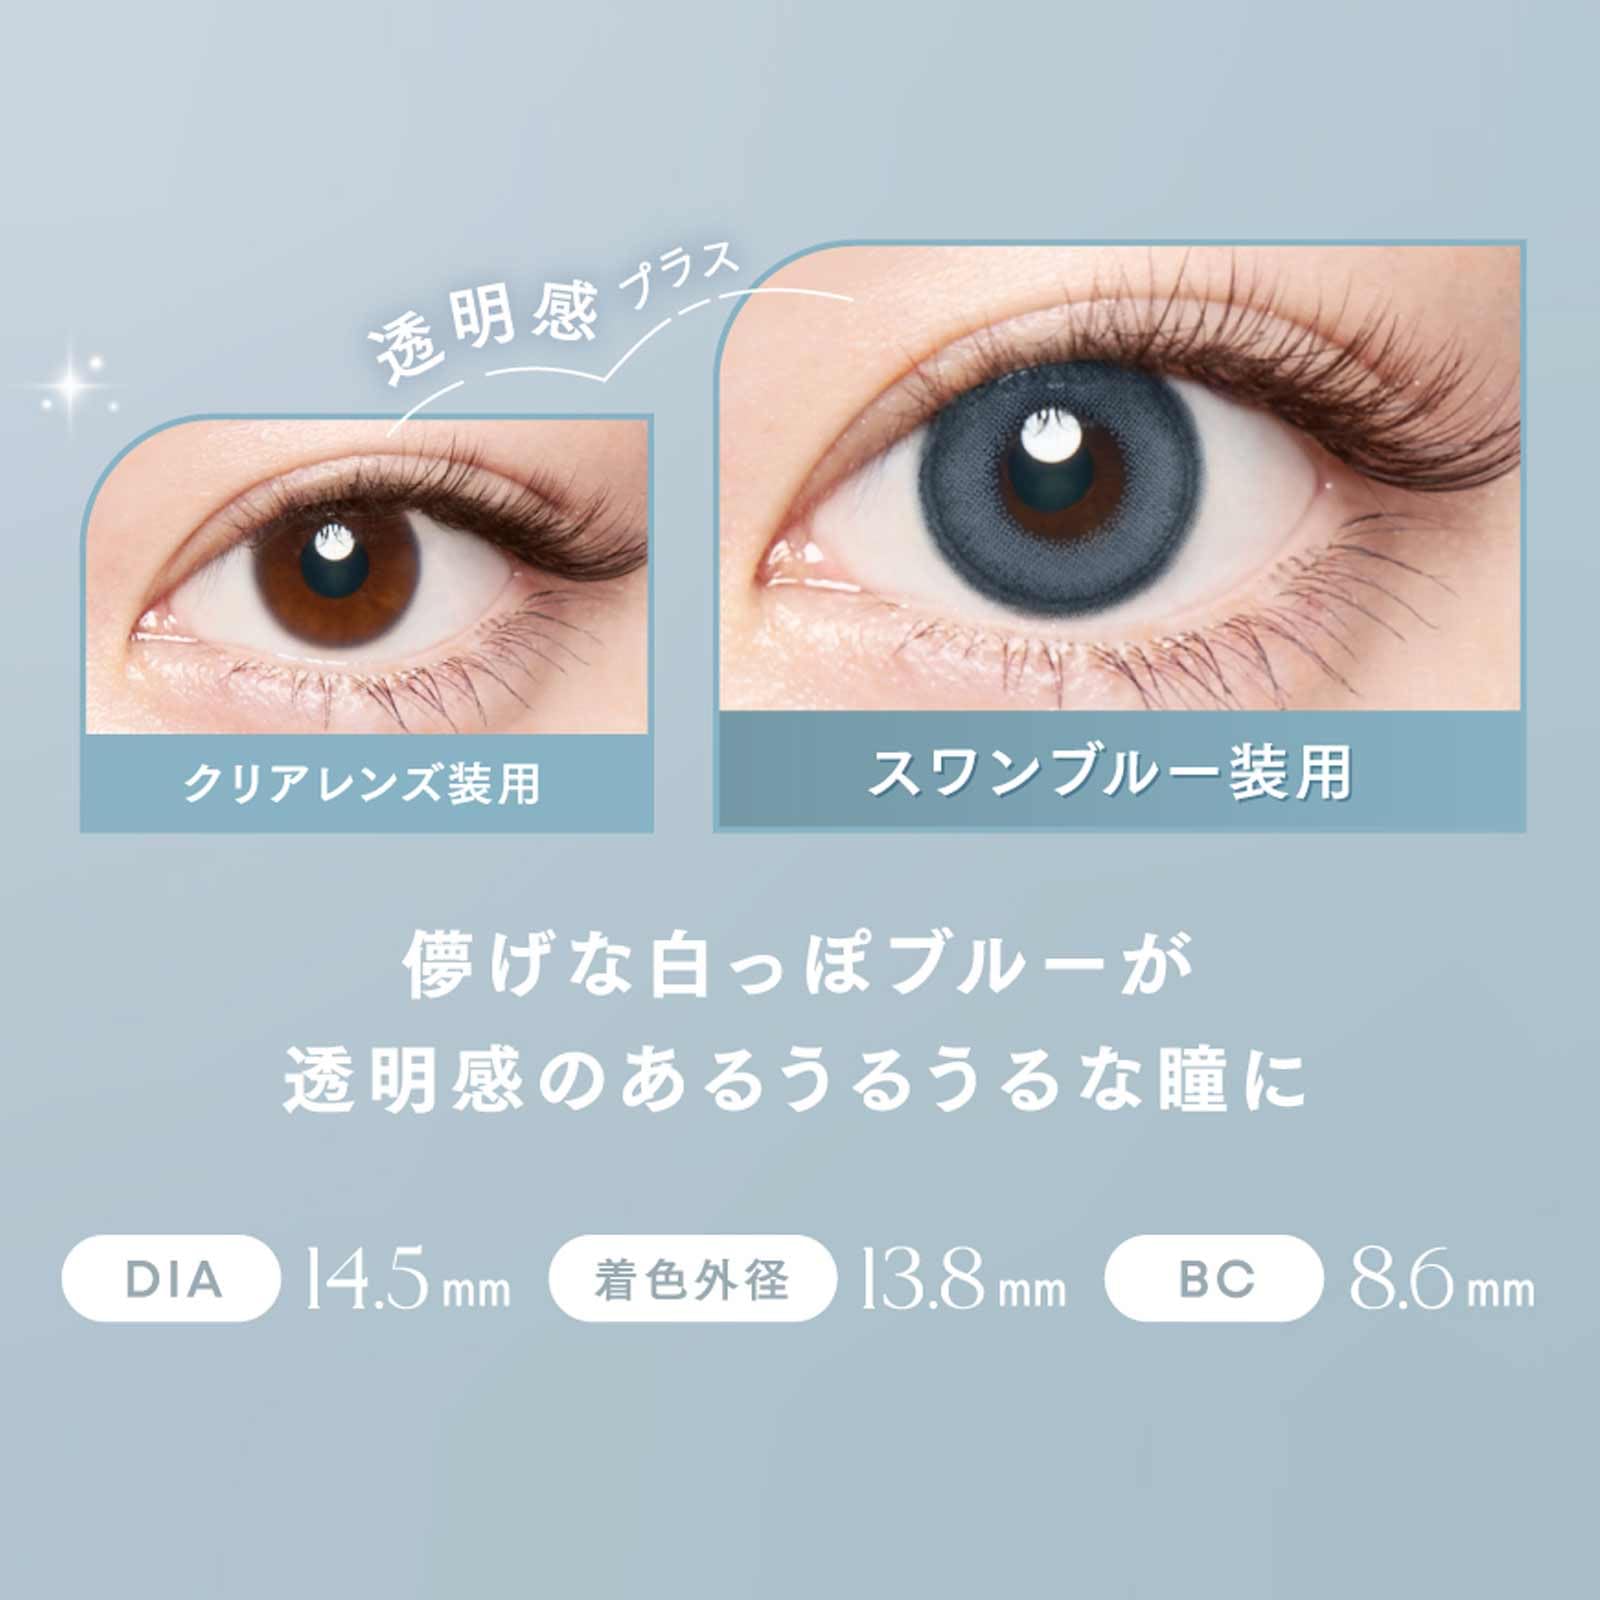 透明感プラス
クリアレンズ装用
スワンブルー装用
儚げな白っぽブルーが
透明感のあるうるうるな瞳に
DIA 14.5mm 着色外径 13.8mm BC 8.6mm